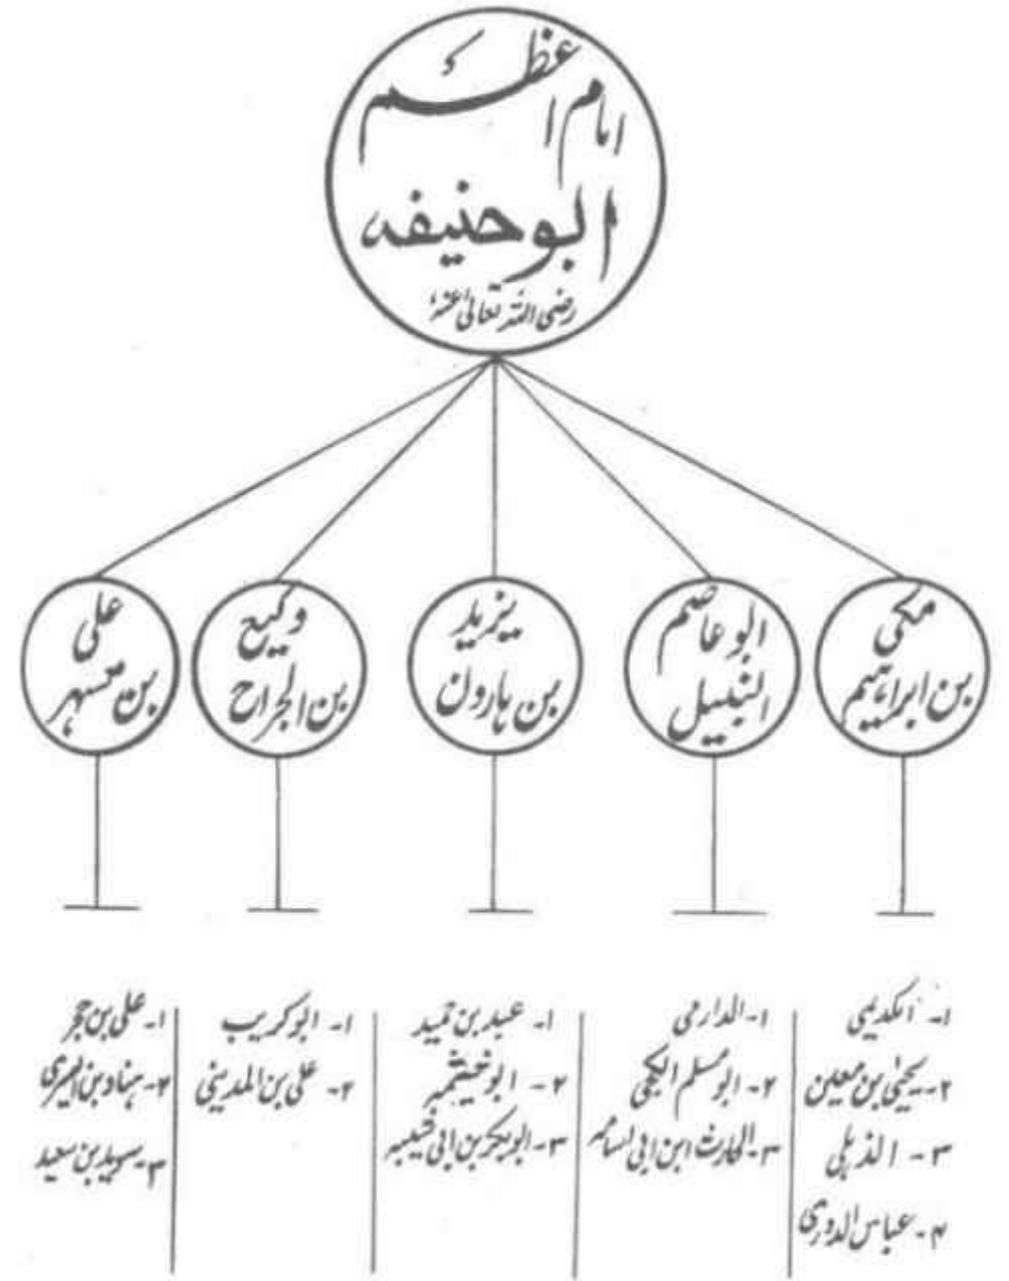 امام اعظم
ابو حنیفہ
رضی اللہ تعالیٰ عنہ
مکی
بن ابراہیم
ابو عاصم
النبیل
یزید
بن ہارون
وکیع
بن الجراح
علی
بن مسہر
۱- الکدیمی
۲- یحیٰی بن معین
۳- الذہلی
۴- عباس الدوری
۱- الدارمی
۲- ابو مسلم الکجی
۳- الحارث ابن ابی اسامہ
۱- عبد بن حمید
۲- ابو خیثمہ
۳- ابو بکر بن ابی شیبہ
۱- ابو کریب
۲- علی بن المدینی
۱- علی بن حجر
۲- ہناد بن السری
۳- سوید بن سعید